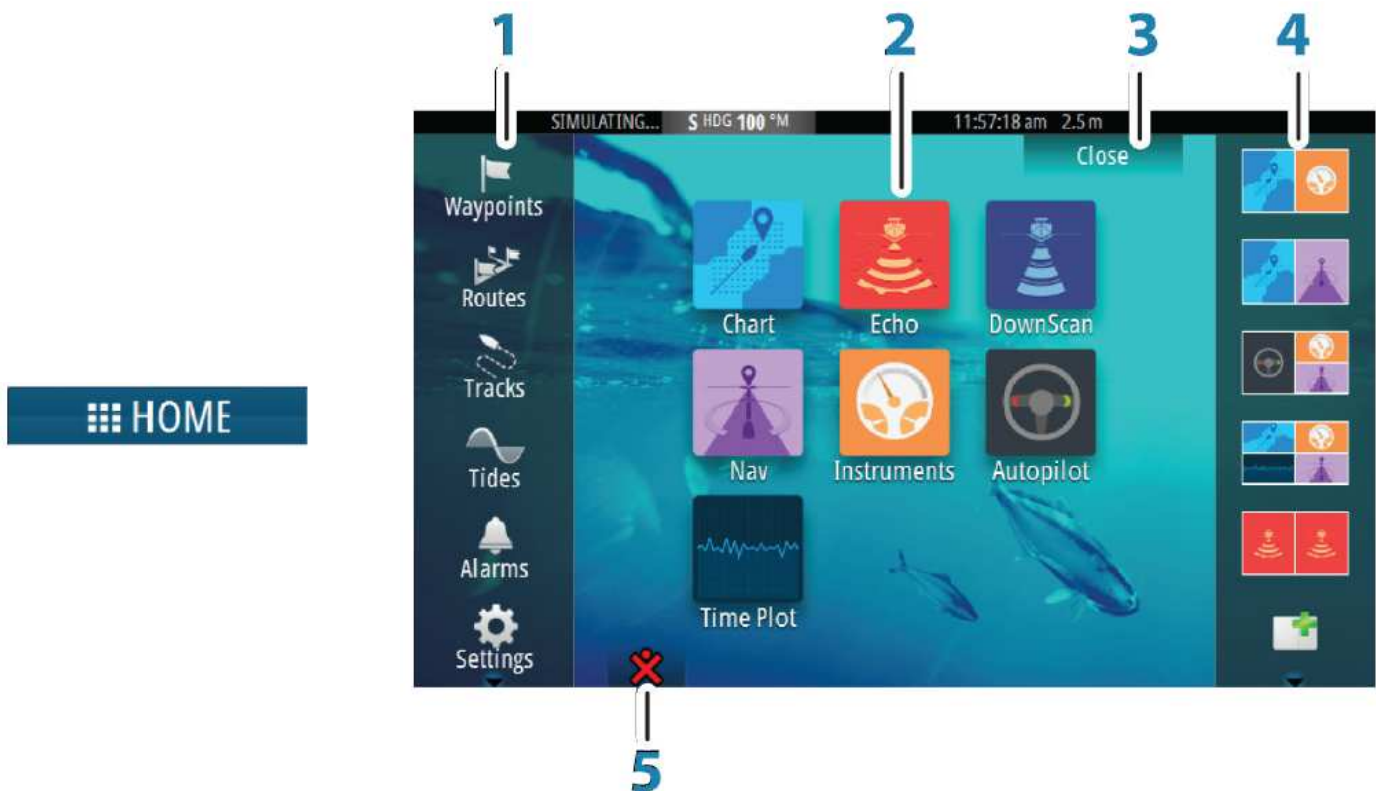 1 2 3 4
SIMULATING... S HDG 100 °M 11:57:18 am 2.5 m
Close
Waypoints
Routes
Chart Echo DownScan
Tracks
HOME
Nav Instruments Autopilot
Tides
Alarms
Time Plot
Settings
5